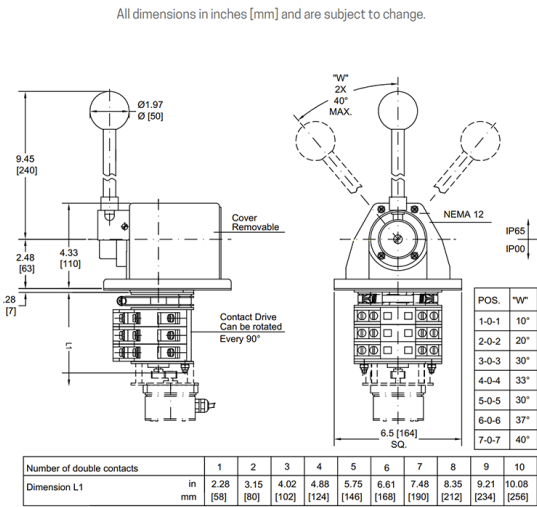 All dimensions in inches [mm] and are subject to change.
"W"
2X
40°
MAX.
Ø1.97
Ø [50]
9.45
[240]
NEMA 12
Cover
Removable
IP65
IP00
4.33
[110]
2.48
[63]
.28
[7]
Contact Drive
Can be rotated
Every 90°
L1
6.5 [164]
SQ.
POS. "W"
1-0-1 10°
2-0-2 20°
3-0-3 30°
4-0-4 33°
5-0-5 30°
6-0-6 37°
7-0-7 40°
Number of double contacts 1 2 3 4 5 6 7 8 9 10
Dimension L1 in 2.28 3.15 4.02 4.88 5.75 6.61 7.48 8.35 9.21 10.08
mm [58] [80] [102] [124] [146] [168] [190] [212] [234] [256]